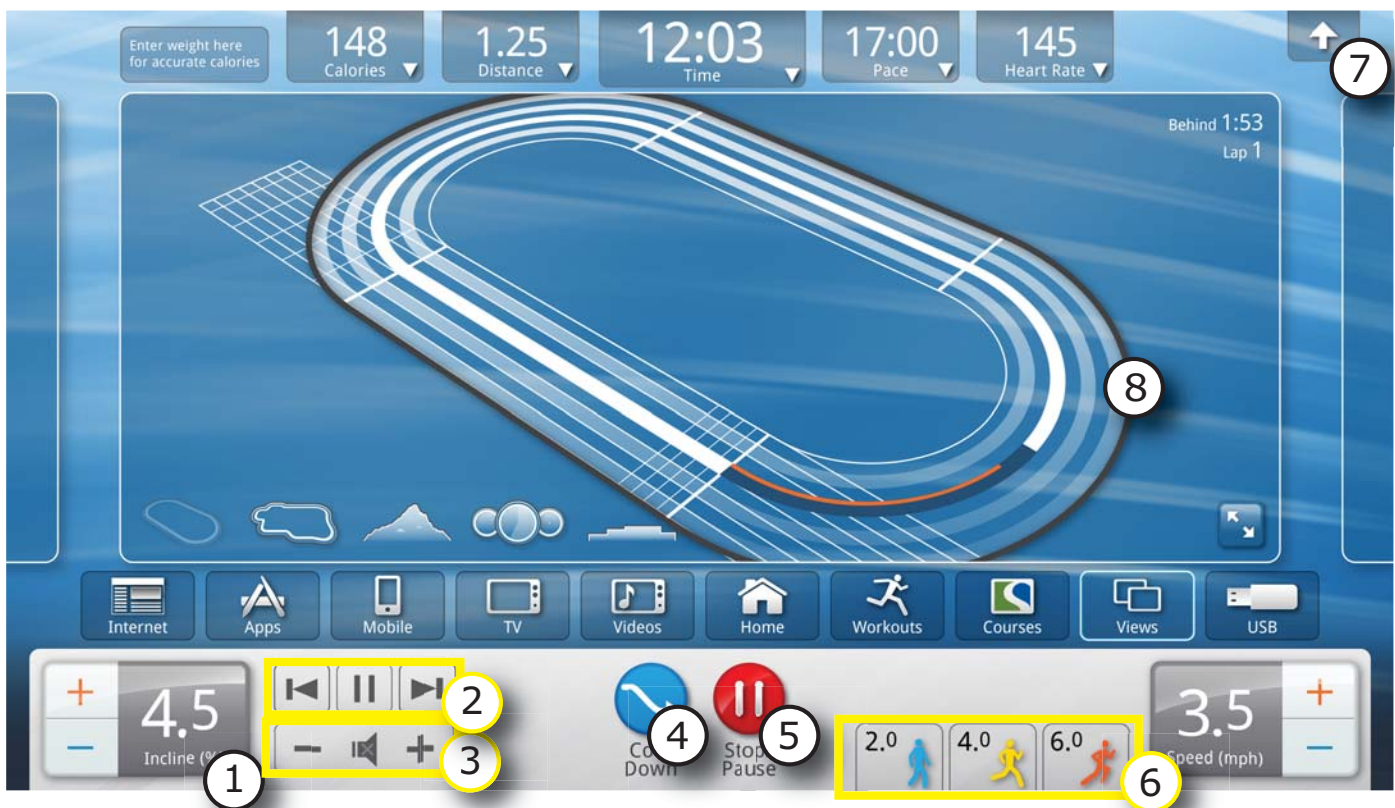 Enter weight here
for accurate calories
148
Calories
1.25
Distance
12:03
Time
17:00
Pace
145
Heart Rate
7
Behind 1:53
Lap 1
8
Internet
Apps
Mobile
TV
Videos
Home
Workouts
Courses
Views
USB
+
4.5
Incline (%
−
1
2
3
4
Down
5
Stop
Pause
2.0
4.0
6.0
6
3.5
peed (mph)
+
−